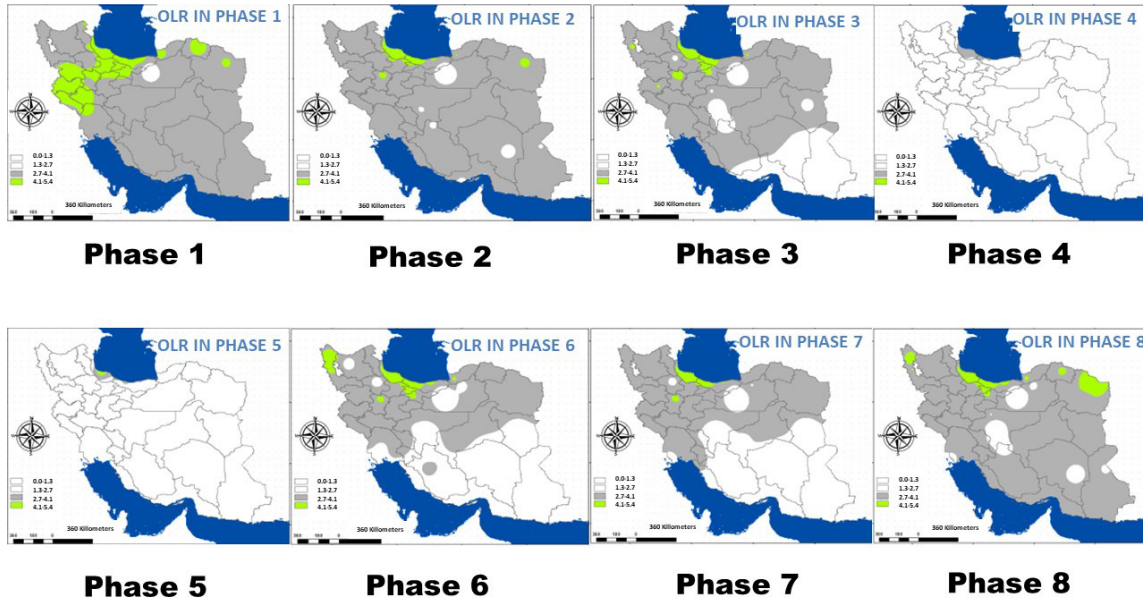 OLR IN PHASE 1
0.0-1.3
1.3-2.7
2.7-4.1
4.1-5.4
360 Killometers
Phase 1
OLR IN PHASE 2
0.0-1.3
1.3-2.7
2.7-4.1
4.1-5.4
360 Killometers
Phase 2
OLR IN PHASE 3
0.0-1.3
1.3-2.7
2.7-4.1
4.1-5.4
360 Killometers
Phase 3
OLR IN PHASE 4
0.0-1.3
1.3-2.7
2.7-4.1
4.1-5.4
360 Killometers
Phase 4
OLR IN PHASE 5
0.0-1.3
1.3-2.7
2.7-4.1
4.1-5.4
360 Killometers
Phase 5
OLR IN PHASE 6
0.0-1.3
1.3-2.7
2.7-4.1
4.1-5.4
360 Killometers
Phase 6
OLR IN PHASE 7
0.0-1.3
1.3-2.7
2.7-4.1
4.1-5.4
360 Killometers
Phase 7
OLR IN PHASE 8
0.0-1.3
1.3-2.7
2.7-4.1
4.1-5.4
360 Killometers
Phase 8